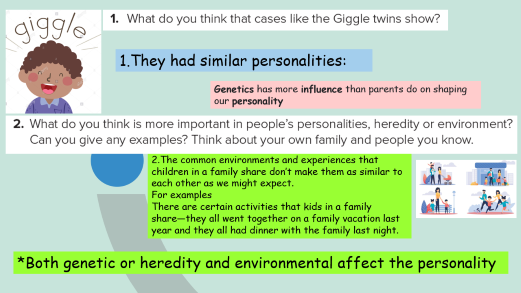 giggle
1. What do you think that cases like the Giggle twins show?
1.They had similar personalities:
Genetics has more influence than parents do on shaping
our personality
2. What do you think is more important in people's personalities, heredity or environment?
Can you give any examples? Think about your own family and people you know.
2.The common environments and experiences that
children in a family share don't make them as similar to
each other as we might expect.
For examples
There are certain activities that kids in a family
share—they all went together on a family vacation last
year and they all had dinner with the family last night.
*Both genetic or heredity and environmental affect the personality